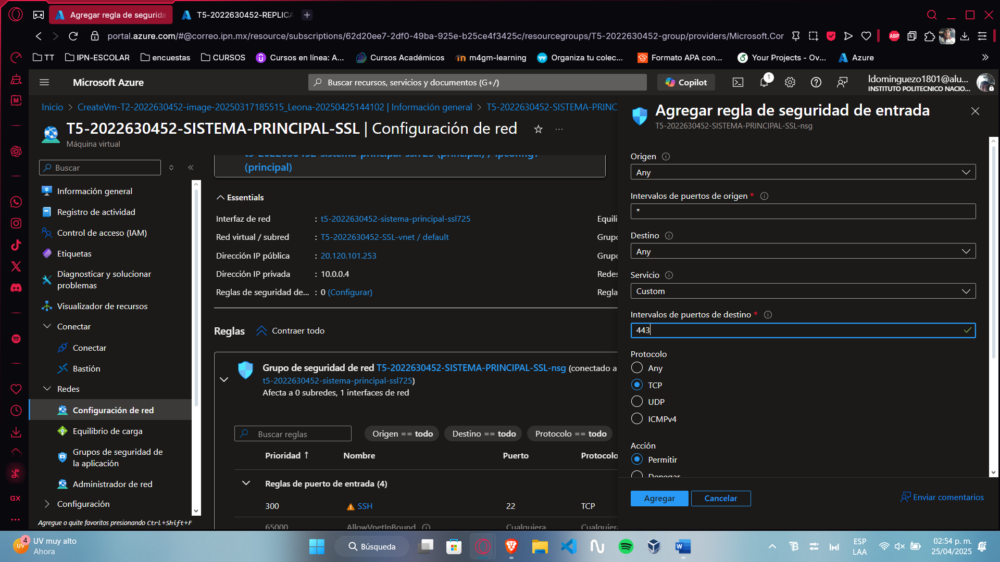 Agregar regla de segurida
T5-2022630452-REPLICA
portal.azure.com/#@correo.ipn.mx/resource/subscriptions/62d20ee7-2df0-49ba-925e-b25ce4f3425c/resourcegroups/T5-2022630452-group/providers/Microsoft.Cor
ABP
TT
IPN-ESCOLAR
encuestas
CURSOS
Cursos en línea: A...
Cursos Académicos
m4gm-learning
Organiza tu colec...
Formato APA con...
Your Projects - Ov...
Azure
Microsoft Azure
Buscar recursos, servicios y documentos (G+/)
Copilot
1
ldominguezo1801@alu...
INSTITUTO POLITECNICO NACIO...
Inicio > CreateVm-T2-2022630452-image-20250317185515_Leona-20250425144102 | Información general > T5-2022630452-SISTEMA-PRINC
T5-2022630452-SISTEMA-PRINCIPAL-SSL | Configuración de red
Máquina virtual
Buscar
Información general
Registro de actividad
Control de acceso (IAM)
Etiquetas
Diagnosticar y solucionar
problemas
Visualizador de recursos
Conectar
Conectar
Bastión
Redes
Configuración de red
Equilibrio de carga
Grupos de seguridad de
la aplicación
Administrador de red
Configuración
Agregue o quite favoritos presionando Ctrl+Shift+F
t5-2022630452-sistema-principal-ssl725 (principal) / ipconfig1
(principal)
Essentials
Interfaz de red : t5-2022630452-sistema-principal-ssl725
Equili
Red virtual / subred : T5-2022630452-SSL-vnet / default
Grupo
Dirección IP pública : 20.120.101.253
Grupo
Dirección IP privada : 10.0.0.4
Redes
Reglas de seguridad de... : 0 (Configurar)
Regla
Reglas
Contraer todo
Grupo de seguridad de red T5-2022630452-SISTEMA-PRINCIPAL-SSL-nsg (conectado a
t5-2022630452-sistema-principal-ssl725)
Afecta a 0 subredes, 1 interfaces de red
Buscar reglas
Origen == todo
Destino == todo
Protocolo == todo
Prioridad ↑ Nombre Puerto Protocolo
Reglas de puerto de entrada (4)
300 SSH 22 TCP
65000 AllowVnetInBound Cualquiera Cualquiera
Agregar regla de seguridad de entrada
T5-2022630452-SISTEMA-PRINCIPAL-SSL-nsg
Origen
Any
Intervalos de puertos de origen *
*
Destino
Any
Servicio
Custom
Intervalos de puertos de destino *
443
Protocolo
Any
TCP
UDP
ICMPv4
Acción
Permitir
Denegar
Agregar
Cancelar
Enviar comentarios
M
GX
4
UV
UV muy alto
Ahora
Búsqueda
ESP
LAA
02:54 p. m.
25/04/2025